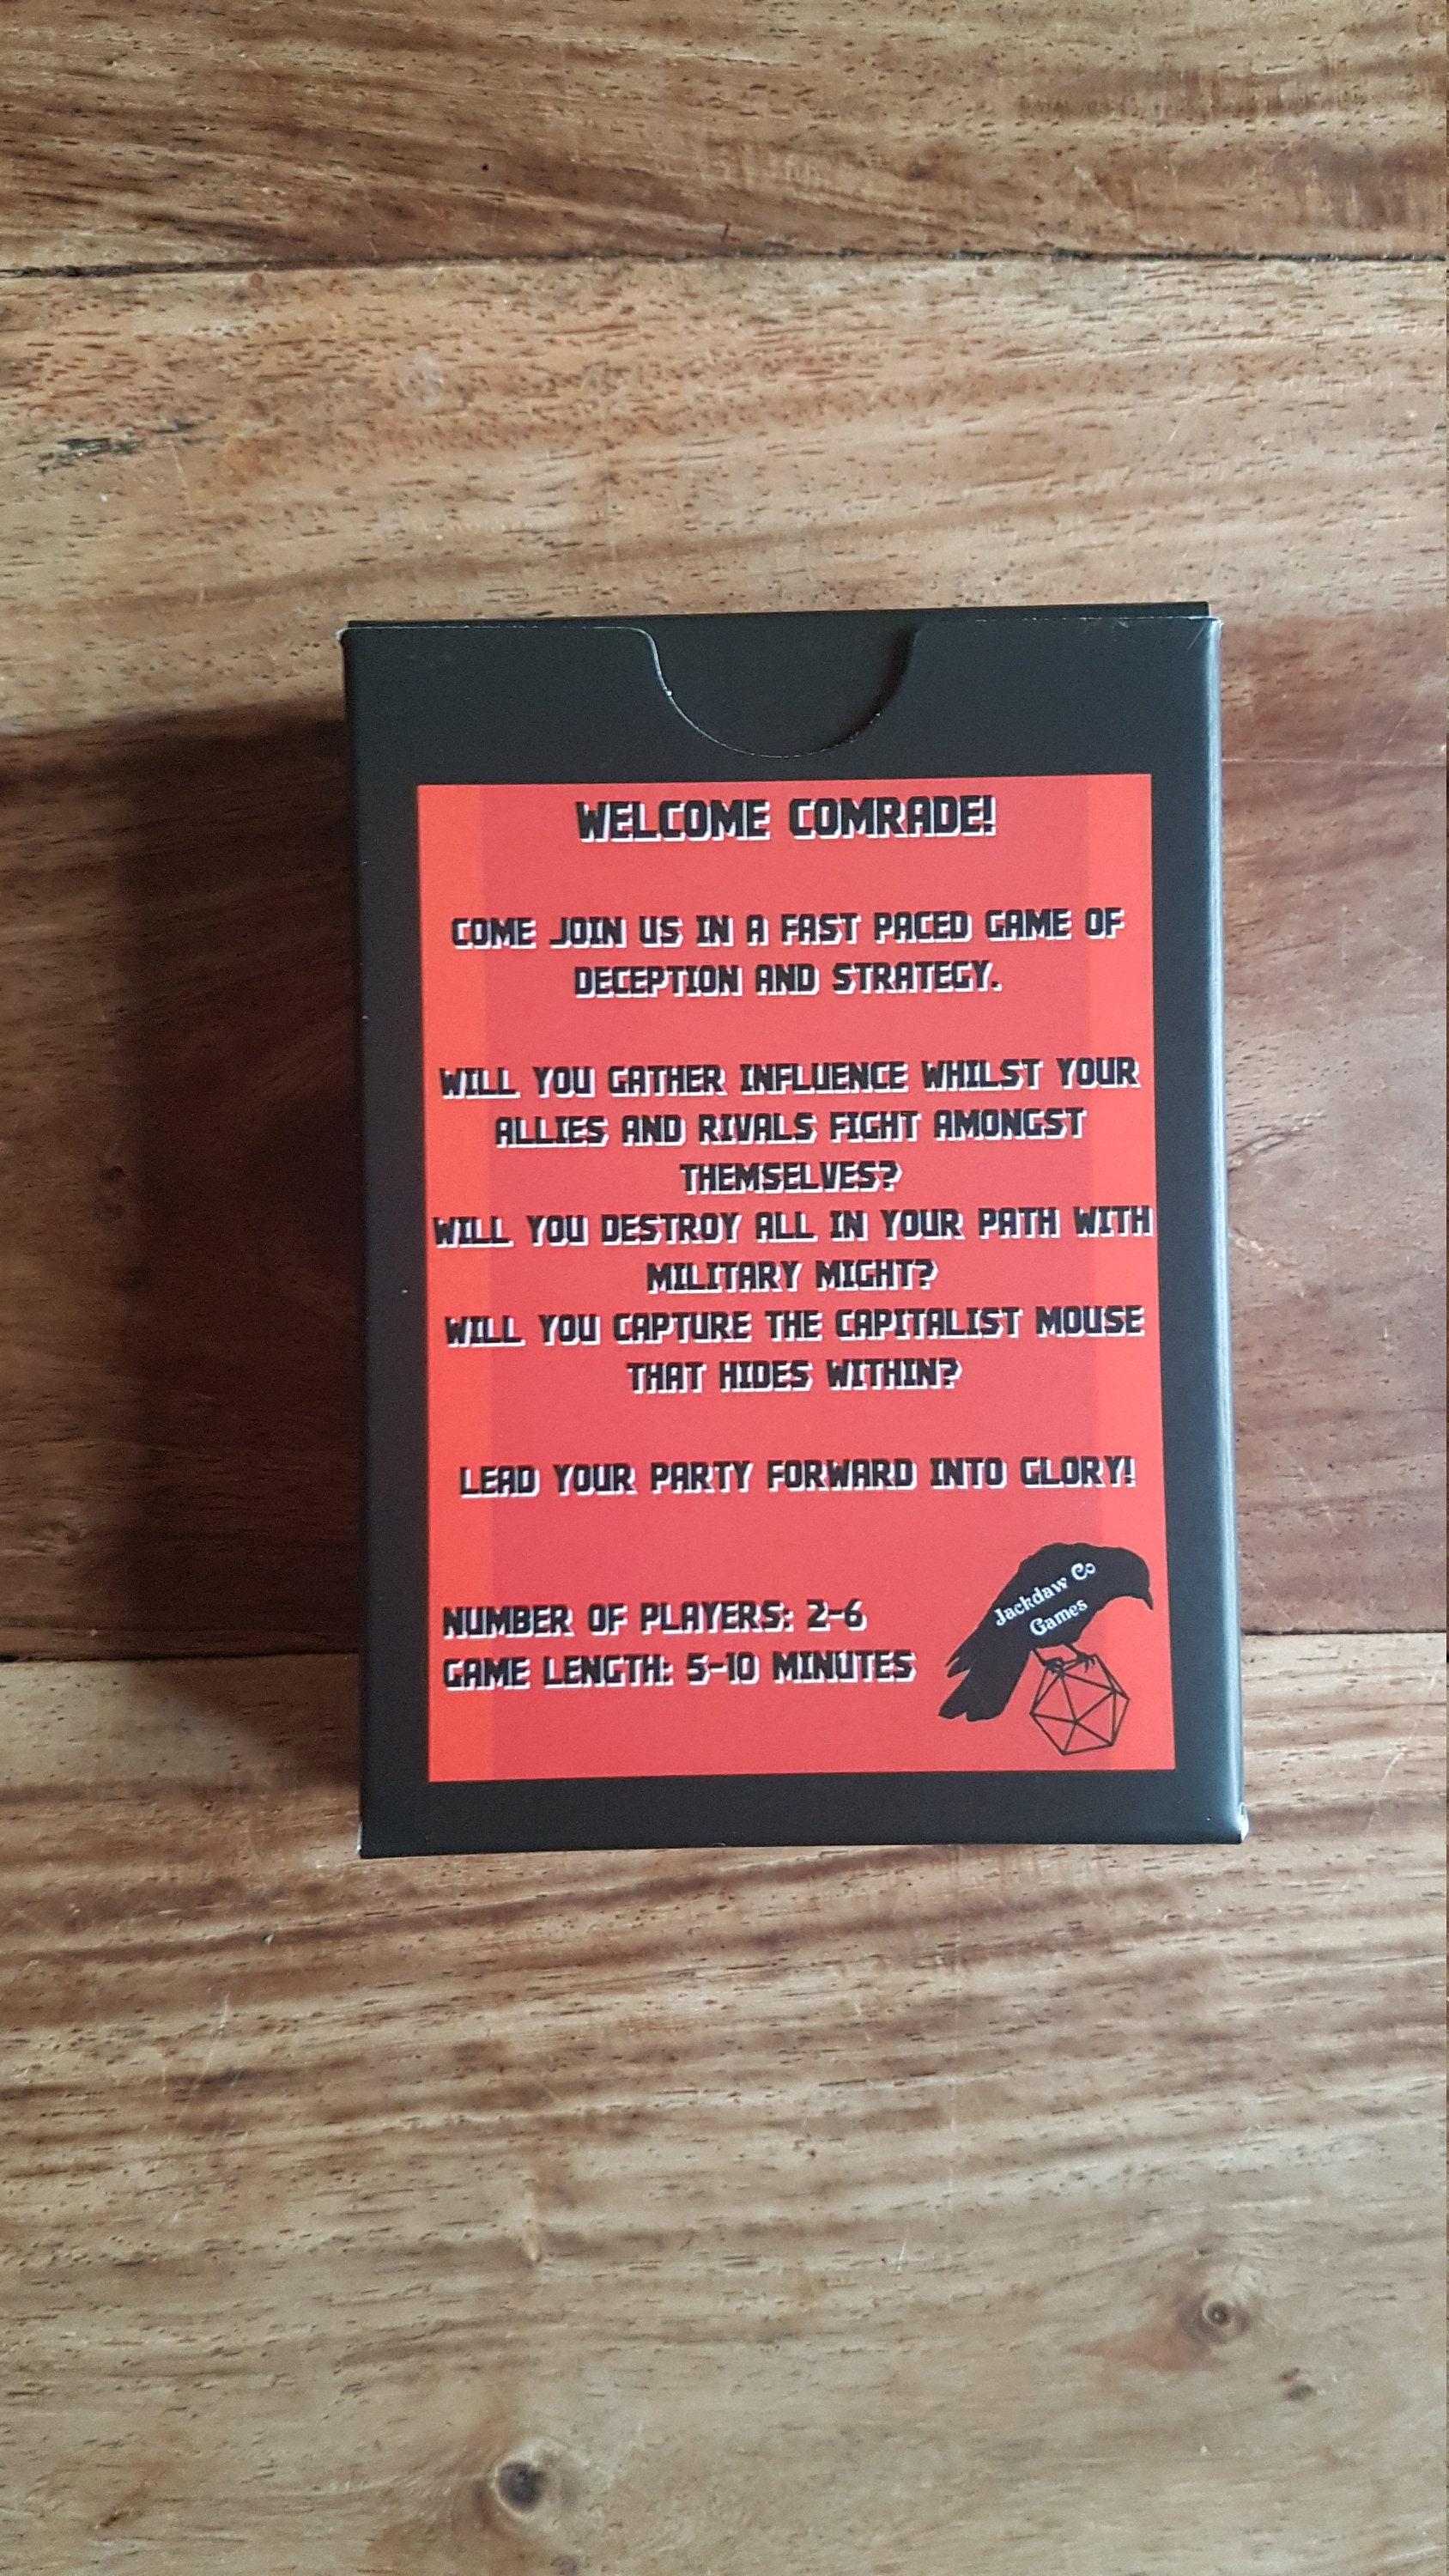 WELCOME COMRADE!
COME JOIN US IN A FAST PACED GAME OF
DECEPTION AND STRATEGY.
WILL YOU GATHER INFLUENCE WHILST YOUR
ALLIES AND RIVALS FIGHT AMONGST
THEMSELVES?
WILL YOU DESTROY ALL IN YOUR PATH WITH
MILITARY MIGHT?
WILL YOU CAPTURE THE CAPITALIST MOUSE
THAT HIDES WITHIN?
LEAD YOUR PARTY FORWARD INTO GLORY!
NUMBER OF PLAYERS: 2-6
GAME LENGTH: 5-10 MINUTES
Jackdaw Co
Games